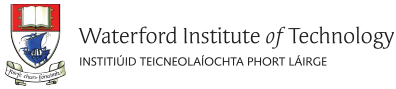 Waterford Institute of Technology
INSTITIÚID TEICNEOLAÍOCHTA PHORT LÁIRGE